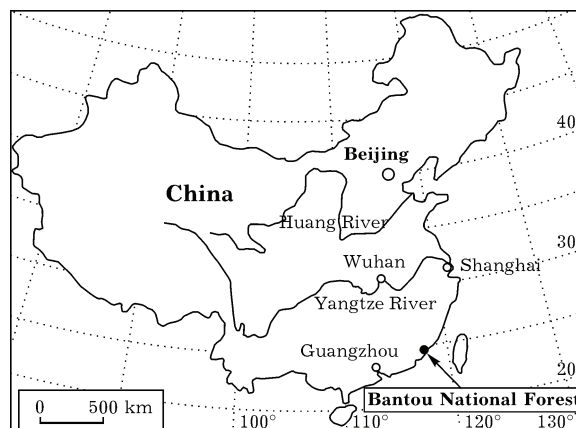 40
Beijing
China
Huang River
30
Wuhan
Shanghai
Yangtze River
Guangzhou
20
Bantou National Forest
0 500 km
100° 110° 120° 130°